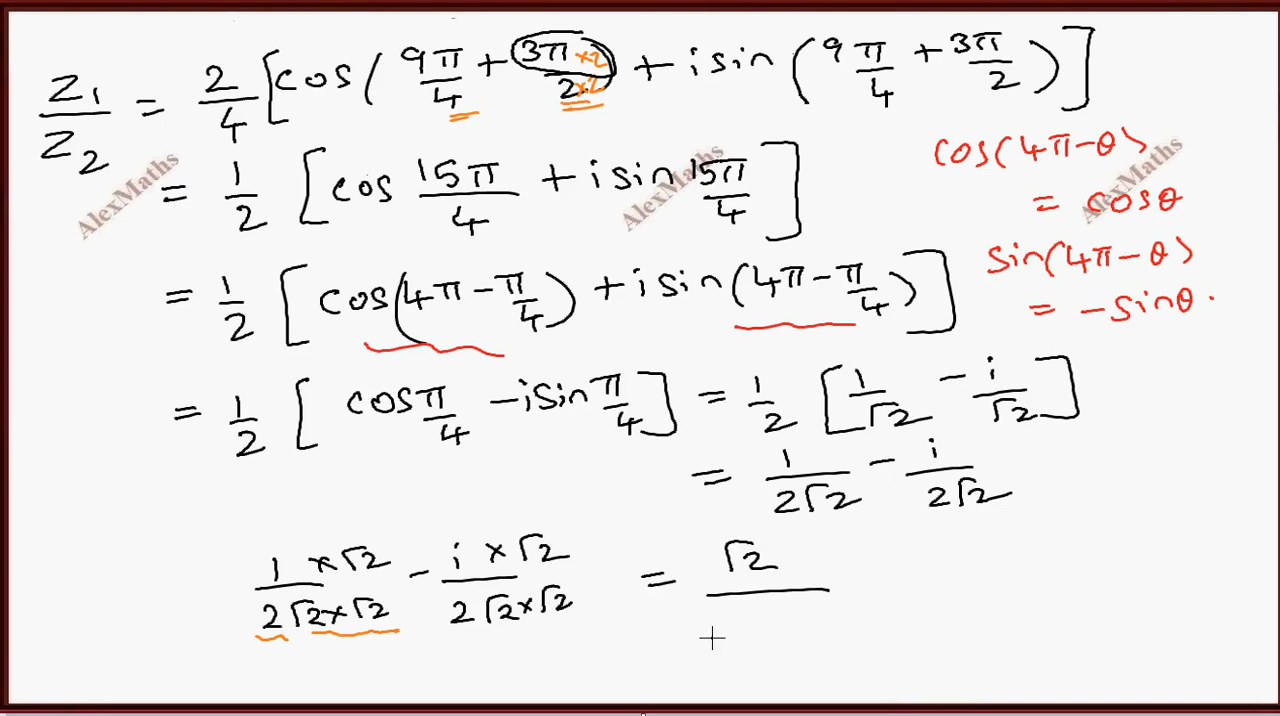 Z₁/Z₂ = 2/4 [cos(9π/4 + 3π×2/2×2) + i sin(9π/4 + 3π/2)]
= 1/2 [cos 15π/4 + i sin 15π/4]
cos(4π-θ)
= cosθ
AlexMaths AlexMaths AlexMaths
= 1/2 [cos(4π - π/4) + i sin(4π - π/4)]
sin(4π-θ)
= -sinθ.
= 1/2 [cos π/4 - i sin π/4] = 1/2 [1/√2 - i/√2]
= 1/2√2 - i/2√2
1×√2/2√2×√2 - i×√2/2√2×√2 = √2